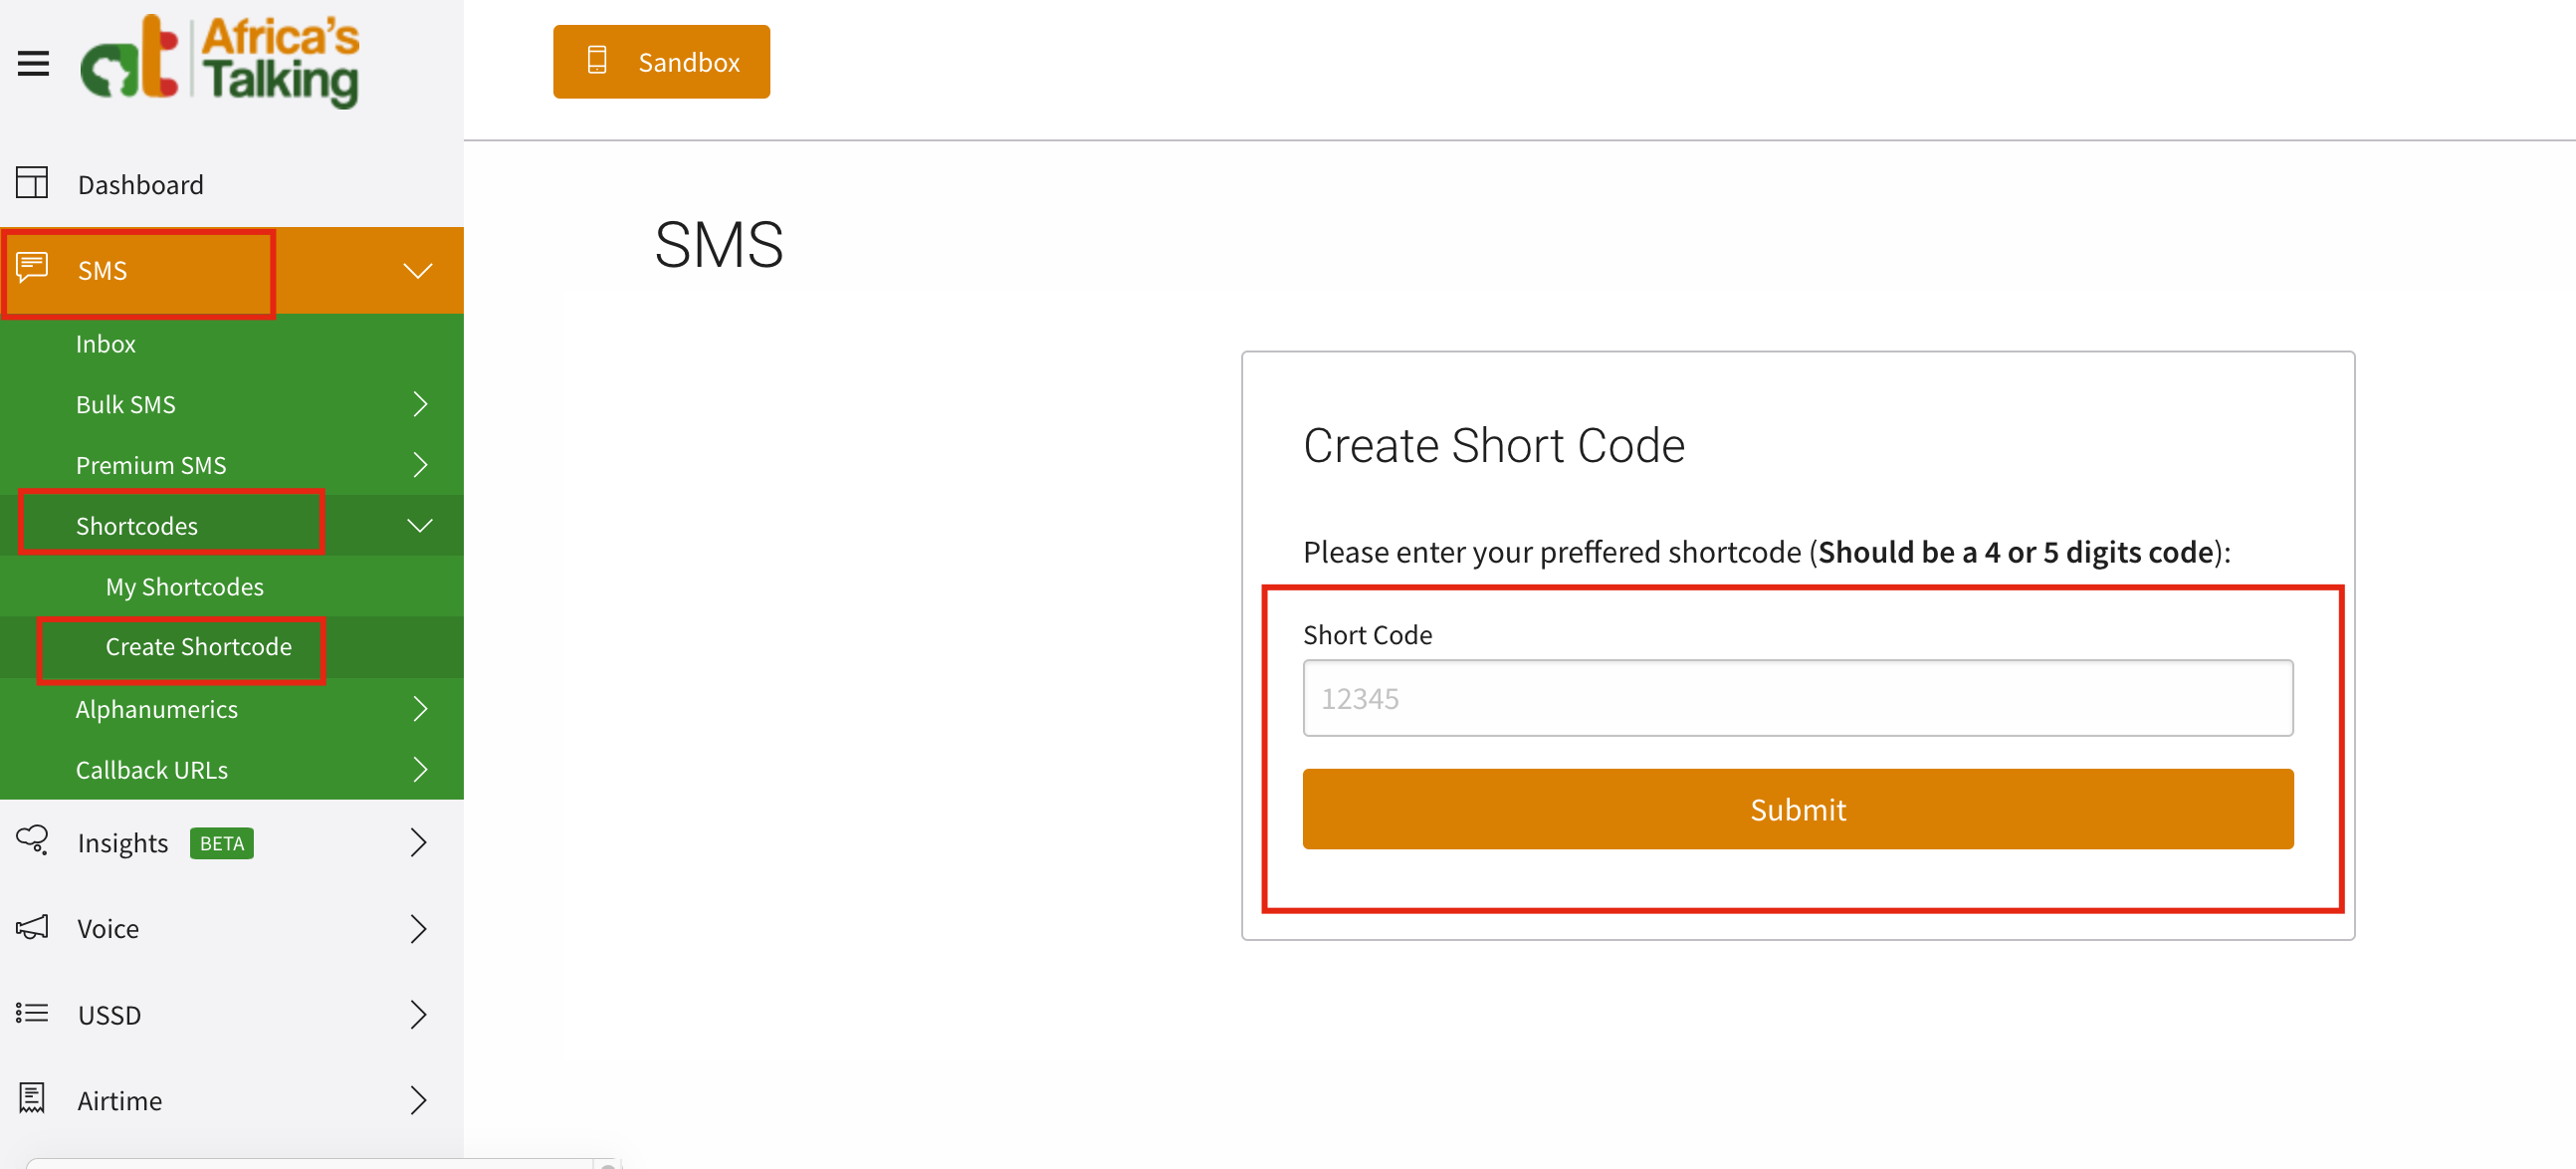 at Africa's
Talking
Sandbox
Dashboard
SMS
Inbox
Bulk SMS
Premium SMS
Shortcodes
My Shortcodes
Create Shortcode
Alphanumerics
Callback URLs
Insights BETA
Voice
USSD
Airtime
SMS
Create Short Code
Please enter your preffered shortcode (Should be a 4 or 5 digits code):
Short Code
12345
Submit